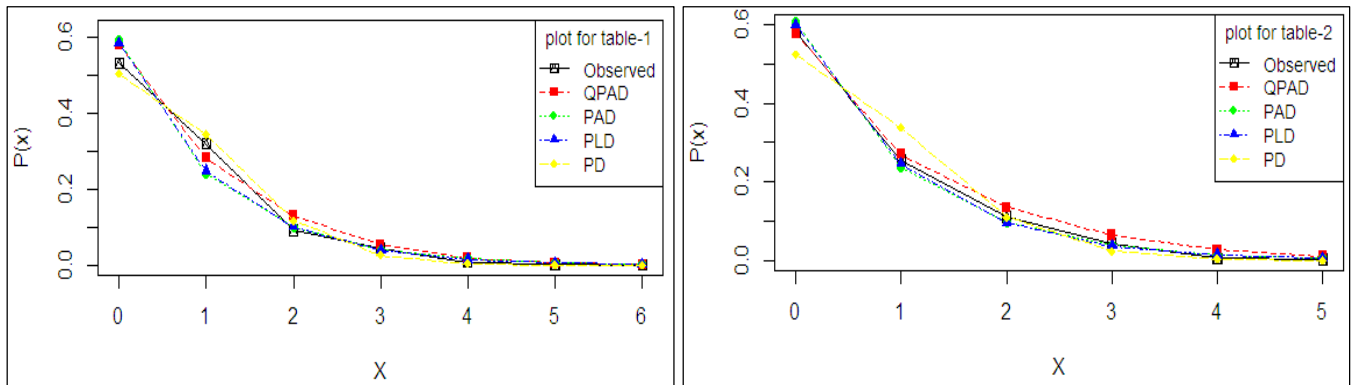 plot for table-1
Observed
QPAD
PAD
PLD
PD
P(x)
0.0 0.2 0.4 0.6
0 1 2 3 4 5 6
X
plot for table-2
Observed
QPAD
PAD
PLD
PD
P(x)
0.0 0.2 0.4 0.6
0 1 2 3 4 5
X